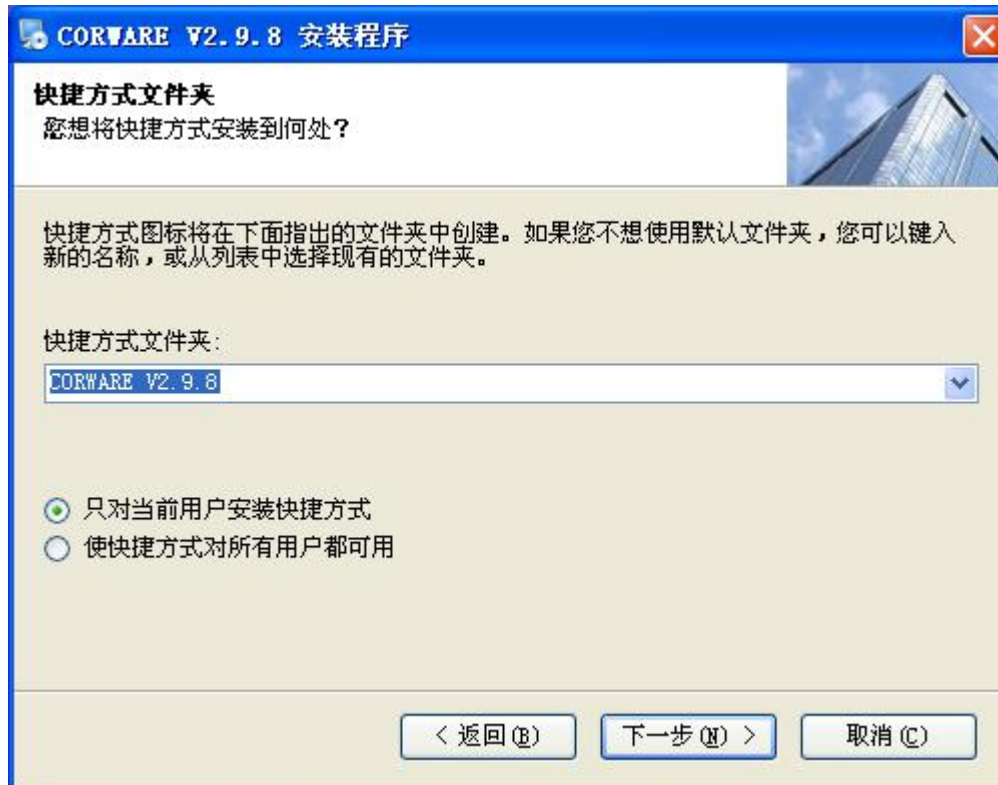 CORWARE V2.9.8 安装程序
快捷方式文件夹
您想将快捷方式安装到何处?
快捷方式图标将在下面指出的文件夹中创建。如果您不想使用默认文件夹，您可以键入
新的名称，或从列表中选择现有的文件夹。
快捷方式文件夹:
CORWARE V2.9.8
只对当前用户安装快捷方式
使快捷方式对所有用户都可用
< 返回(B)
下一步(N) >
取消(C)